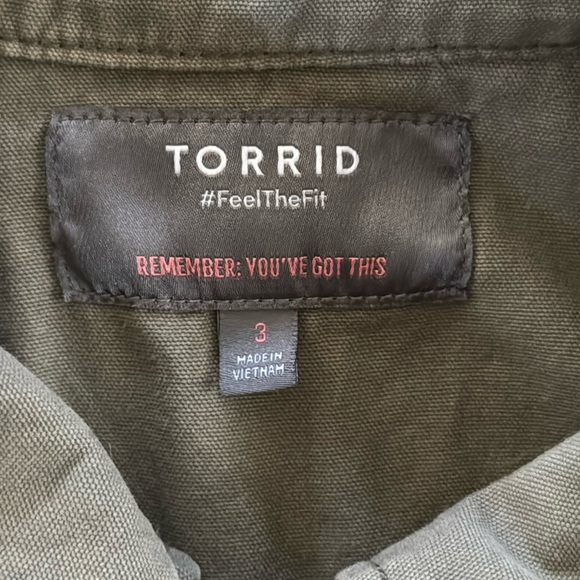 TORRID
#FeelTheFit
REMEMBER: YOU'VE GOT THIS
3
MADE IN
VIETNAM